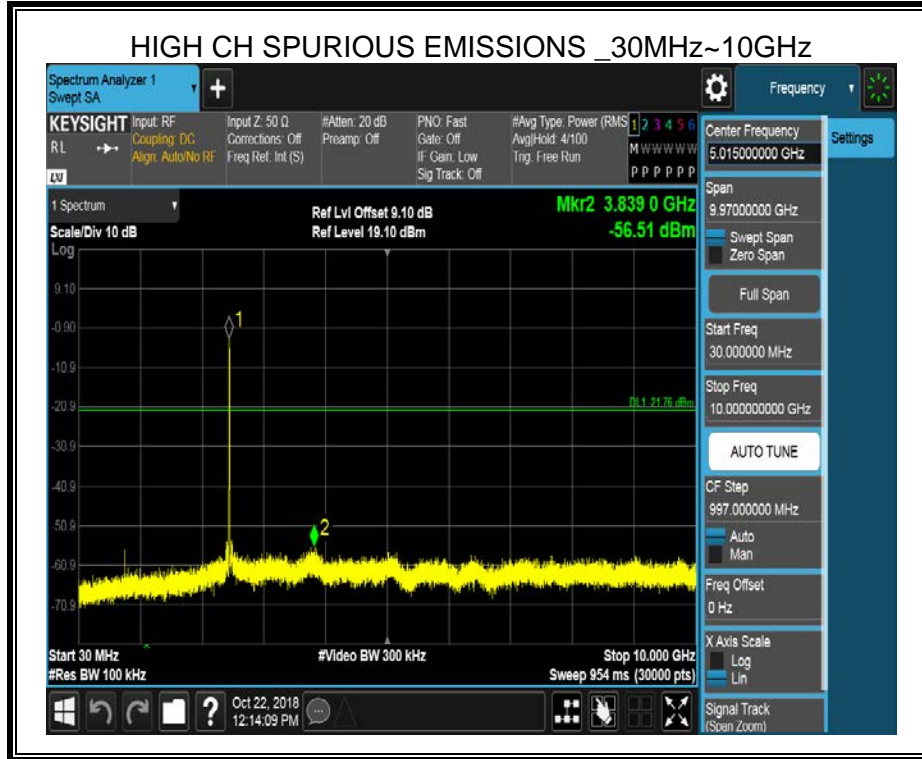 HIGH CH SPURIOUS EMISSIONS _30MHz~10GHz
Spectrum Analyzer 1
Swept SA
+
Frequency
KEYSIGHT
RL
LXI
Input: RF
Coupling: DC
Align: Auto/No RF
Input Z: 50 Ω
Corrections: Off
Freq Ref: Int (S)
#Atten: 20 dB
Preamp: Off
PNO: Fast
Gate: Off
IF Gain: Low
Sig Track: Off
#Avg Type: Power (RMS
Avg|Hold: 4/100
Trig: Free Run
1 2 3 4 5 6
M W W W W W
P P P P P P
1 Spectrum
Scale/Div 10 dB
Log
Ref Lvl Offset 9.10 dB
Ref Level 19.10 dBm
Mkr2 3.839 0 GHz
-56.51 dBm
9.10
-0.90
-10.9
-20.9
-30.9
-40.9
-50.9
-60.9
-70.9
1
2
DL1 -21.76 dBm
Start 30 MHz
#Res BW 100 kHz
#Video BW 300 kHz
Stop 10.000 GHz
Sweep 954 ms (30000 pts)
Center Frequency
5.015000000 GHz
Settings
Span
9.97000000 GHz
Swept Span
Zero Span
Full Span
Start Freq
30.000000 MHz
Stop Freq
10.000000000 GHz
AUTO TUNE
CF Step
997.000000 MHz
Auto
Man
Freq Offset
0 Hz
X Axis Scale
Log
Lin
Signal Track
(Span Zoom)
?
Oct 22, 2018
12:14:09 PM